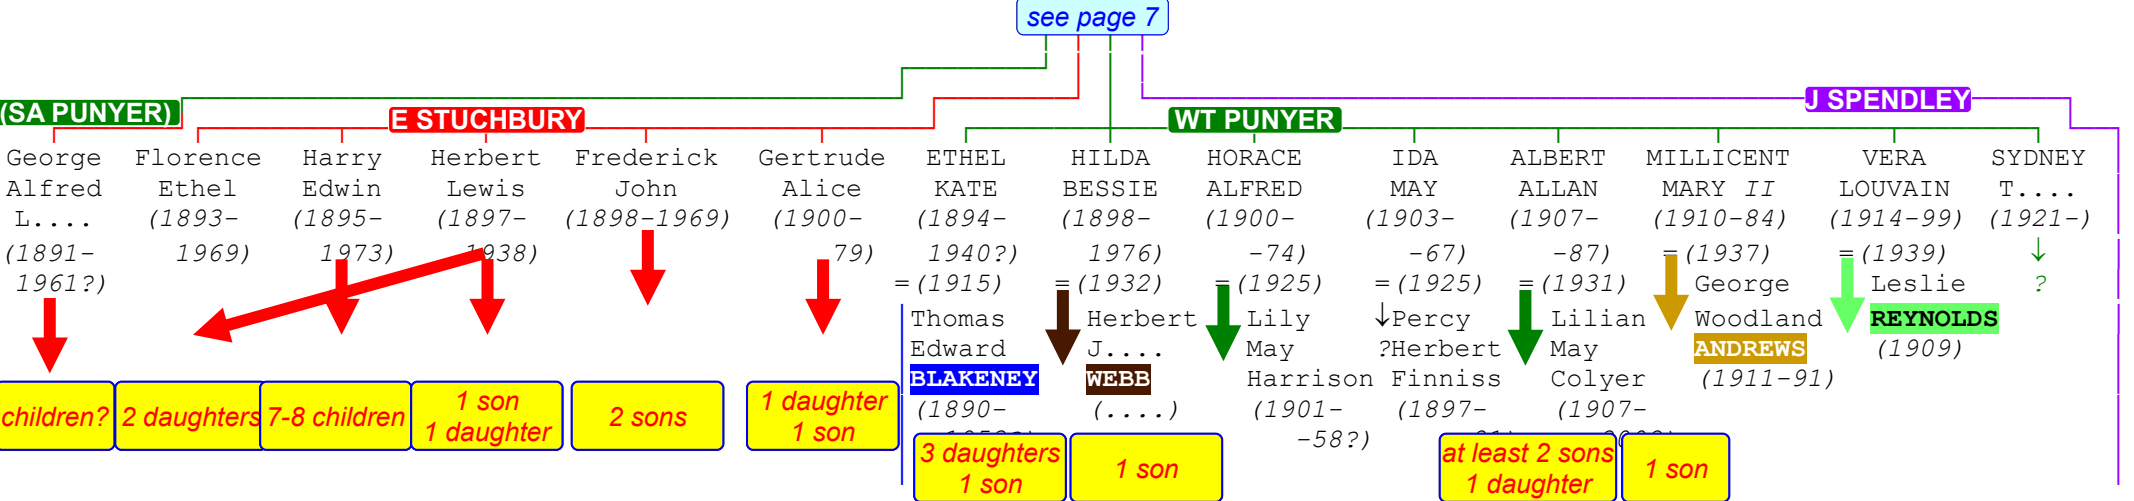 see page 7
(SA PUNYER)
E STUCHBURY
WT PUNYER
J SPENDLEY
George
Alfred
L....
(1891-
1961?)
children?
Florence
Ethel
(1893-
1969)
2 daughters
Harry
Edwin
(1895-
1973)
7-8 children
Herbert
Lewis
(1897-
1938)
1 son
1 daughter
Frederick
John
(1898-1969)
2 sons
Gertrude
Alice
(1900-
79)
1 daughter
1 son
ETHEL
KATE
(1894-
1940?)
=(1915)
Thomas
Edward
BLAKENEY
(1890-
3 daughters
1 son
HILDA
BESSIE
(1898-
1976)
=(1932)
Herbert
J....
WEBB
(....)
1 son
HORACE
ALFRED
(1900-
-74)
=(1925)
Lily
May
Harrison
(1901-
-58?)
IDA
MAY
(1903-
-67)
=(1925)
↓Percy
?Herbert
Finniss
(1897-
ALBERT
ALLAN
(1907-
-87)
=(1931)
Lilian
May
Colyer
(1907-
at least 2 sons
1 daughter
MILLICENT
MARY II
(1910-84)
=(1937)
George
Woodland
ANDREWS
(1911-91)
1 son
VERA
LOUVAIN
(1914-99)
=(1939)
Leslie
REYNOLDS
(1909)
SYDNEY
T....
(1921-)
↓
?